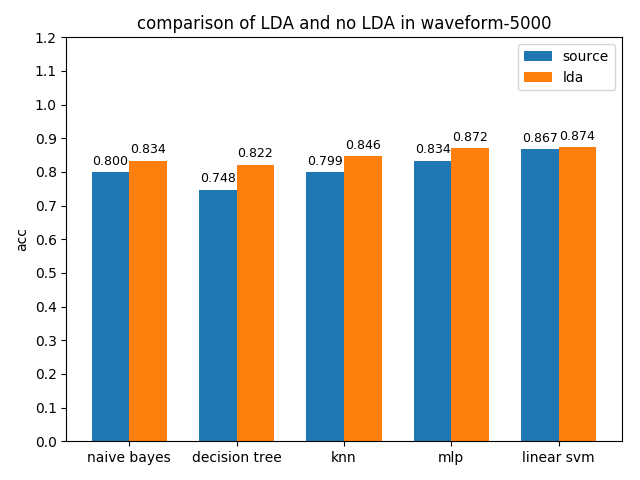 comparison of LDA and no LDA in waveform-5000
1.2
1.1
1.0
0.9
0.8
0.7
0.6
0.5
0.4
0.3
0.2
0.1
0.0
acc
source
lda
0.800 0.834 0.748 0.822 0.799 0.846 0.834 0.872 0.867 0.874
naive bayes decision tree knn mlp linear svm